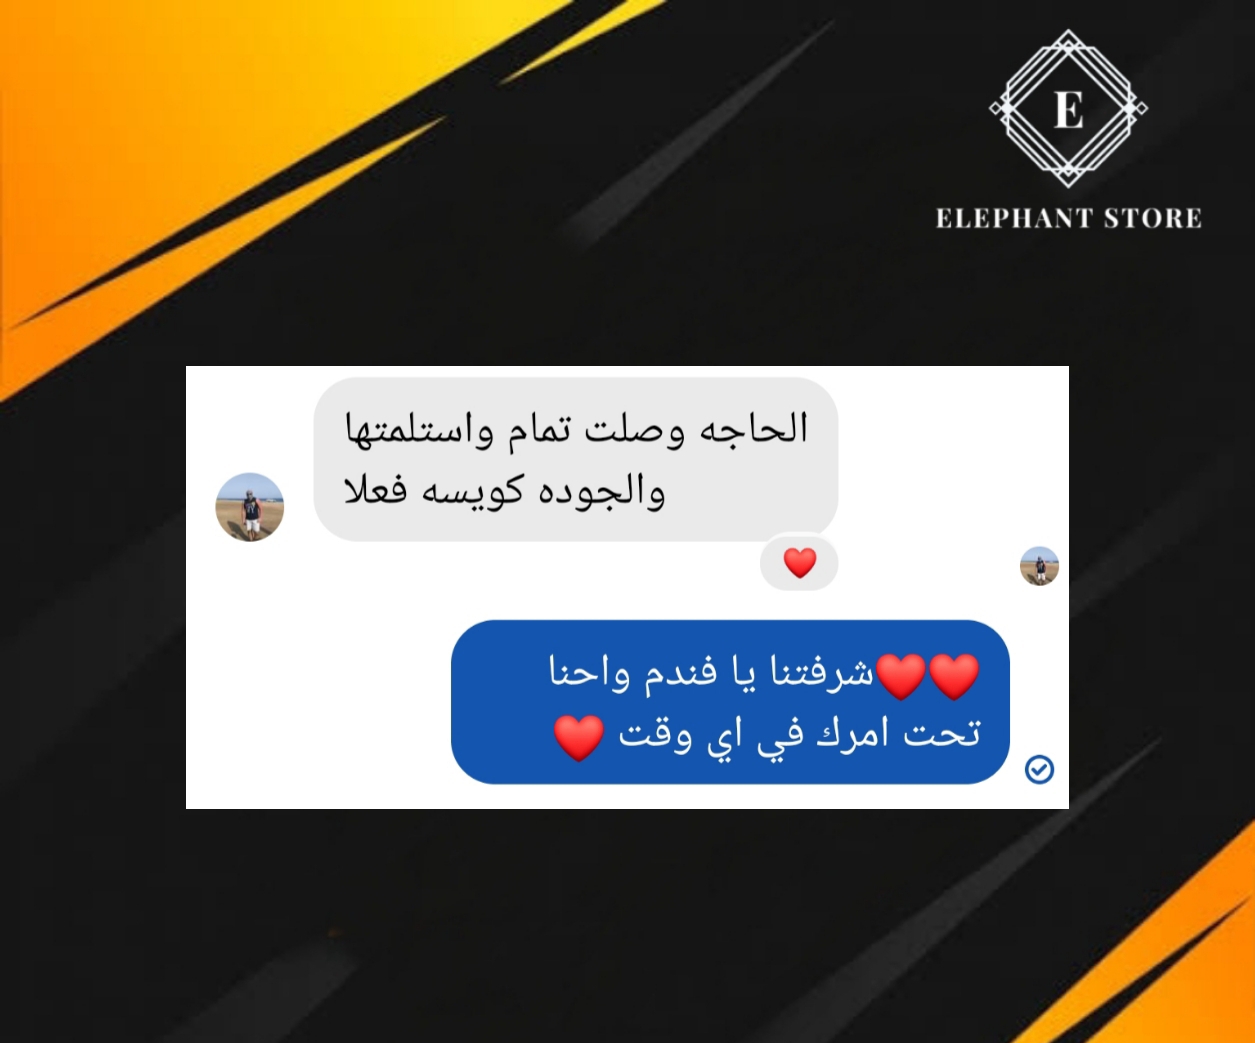 E
ELEPHANT STORE
الحاجه وصلت تمام واستلمتها
والجوده كويسه فعلا
❤️
❤️❤️شرفتنا يا فندم واحنا
تحت امرك في اي وقت ❤️